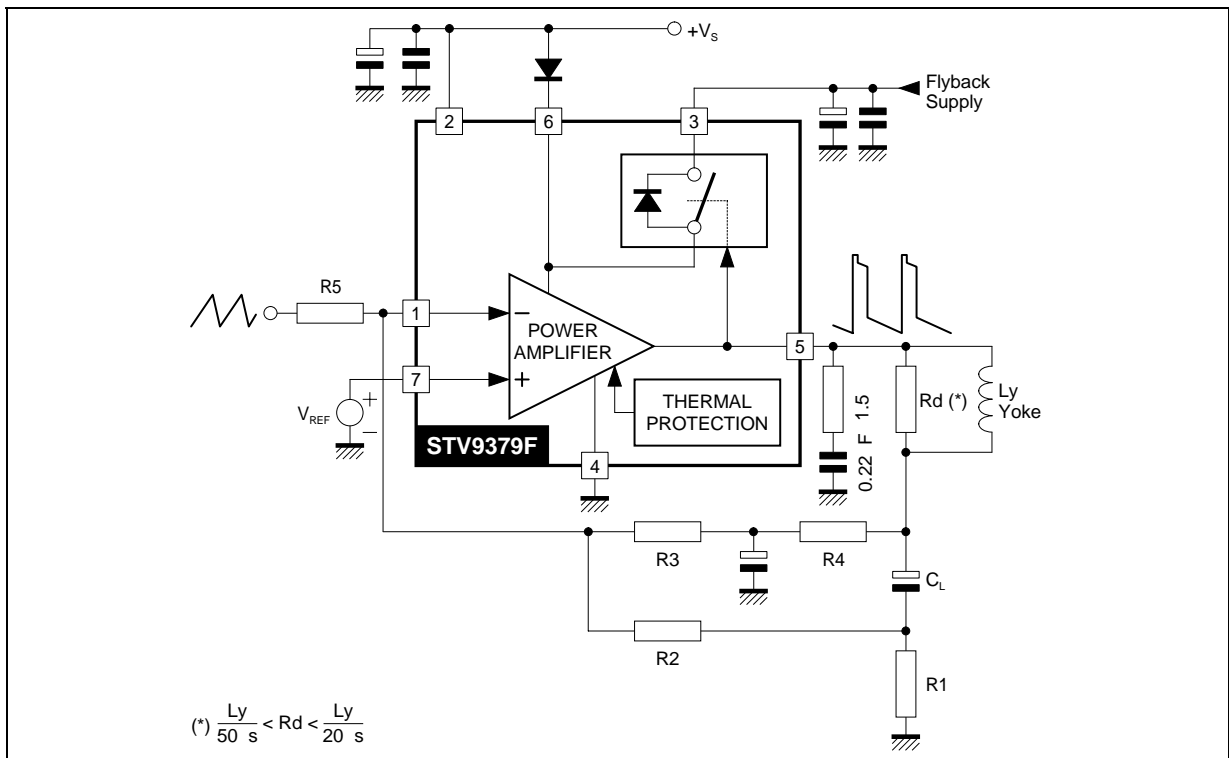 +VS
Flyback
Supply
2
6
3
R5
1
−
POWER
AMPLIFIER
5
7
+
VREF
+
−
THERMAL
PROTECTION
STV9379F
4
0.22 F 1.5
Rd (*)
Ly
Yoke
R3
R4
CL
R2
R1
(*) Ly/50 s < Rd < Ly/20 s